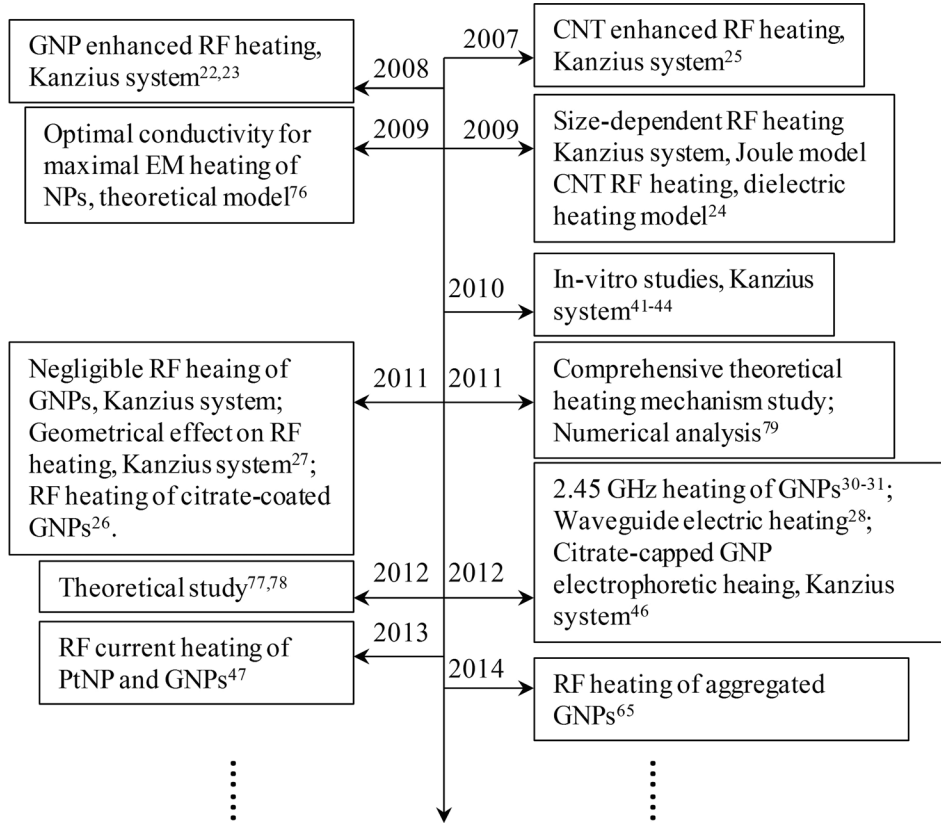 2007
CNT enhanced RF heating,
Kanzius system25
GNP enhanced RF heating,
Kanzius system22,23
2008
Optimal conductivity for
maximal EM heating of
NPs, theoretical model76
2009
2009
Size-dependent RF heating
Kanzius system, Joule model
CNT RF heating, dielectric
heating model24
2010
In-vitro studies, Kanzius
system41-44
Negligible RF heaing of
GNPs, Kanzius system;
Geometrical effect on RF
heating, Kanzius system27;
RF heating of citrate-coated
GNPs26.
2011
2011
Comprehensive theoretical
heating mechanism study;
Numerical analysis79
Theoretical study77,78
2012
2012
2.45 GHz heating of GNPs30-31;
Waveguide electric heating28;
Citrate-capped GNP
electrophoretic heaing, Kanzius
system46
RF current heating of
PtNP and GNPs47
2013
2014
RF heating of aggregated
GNPs65